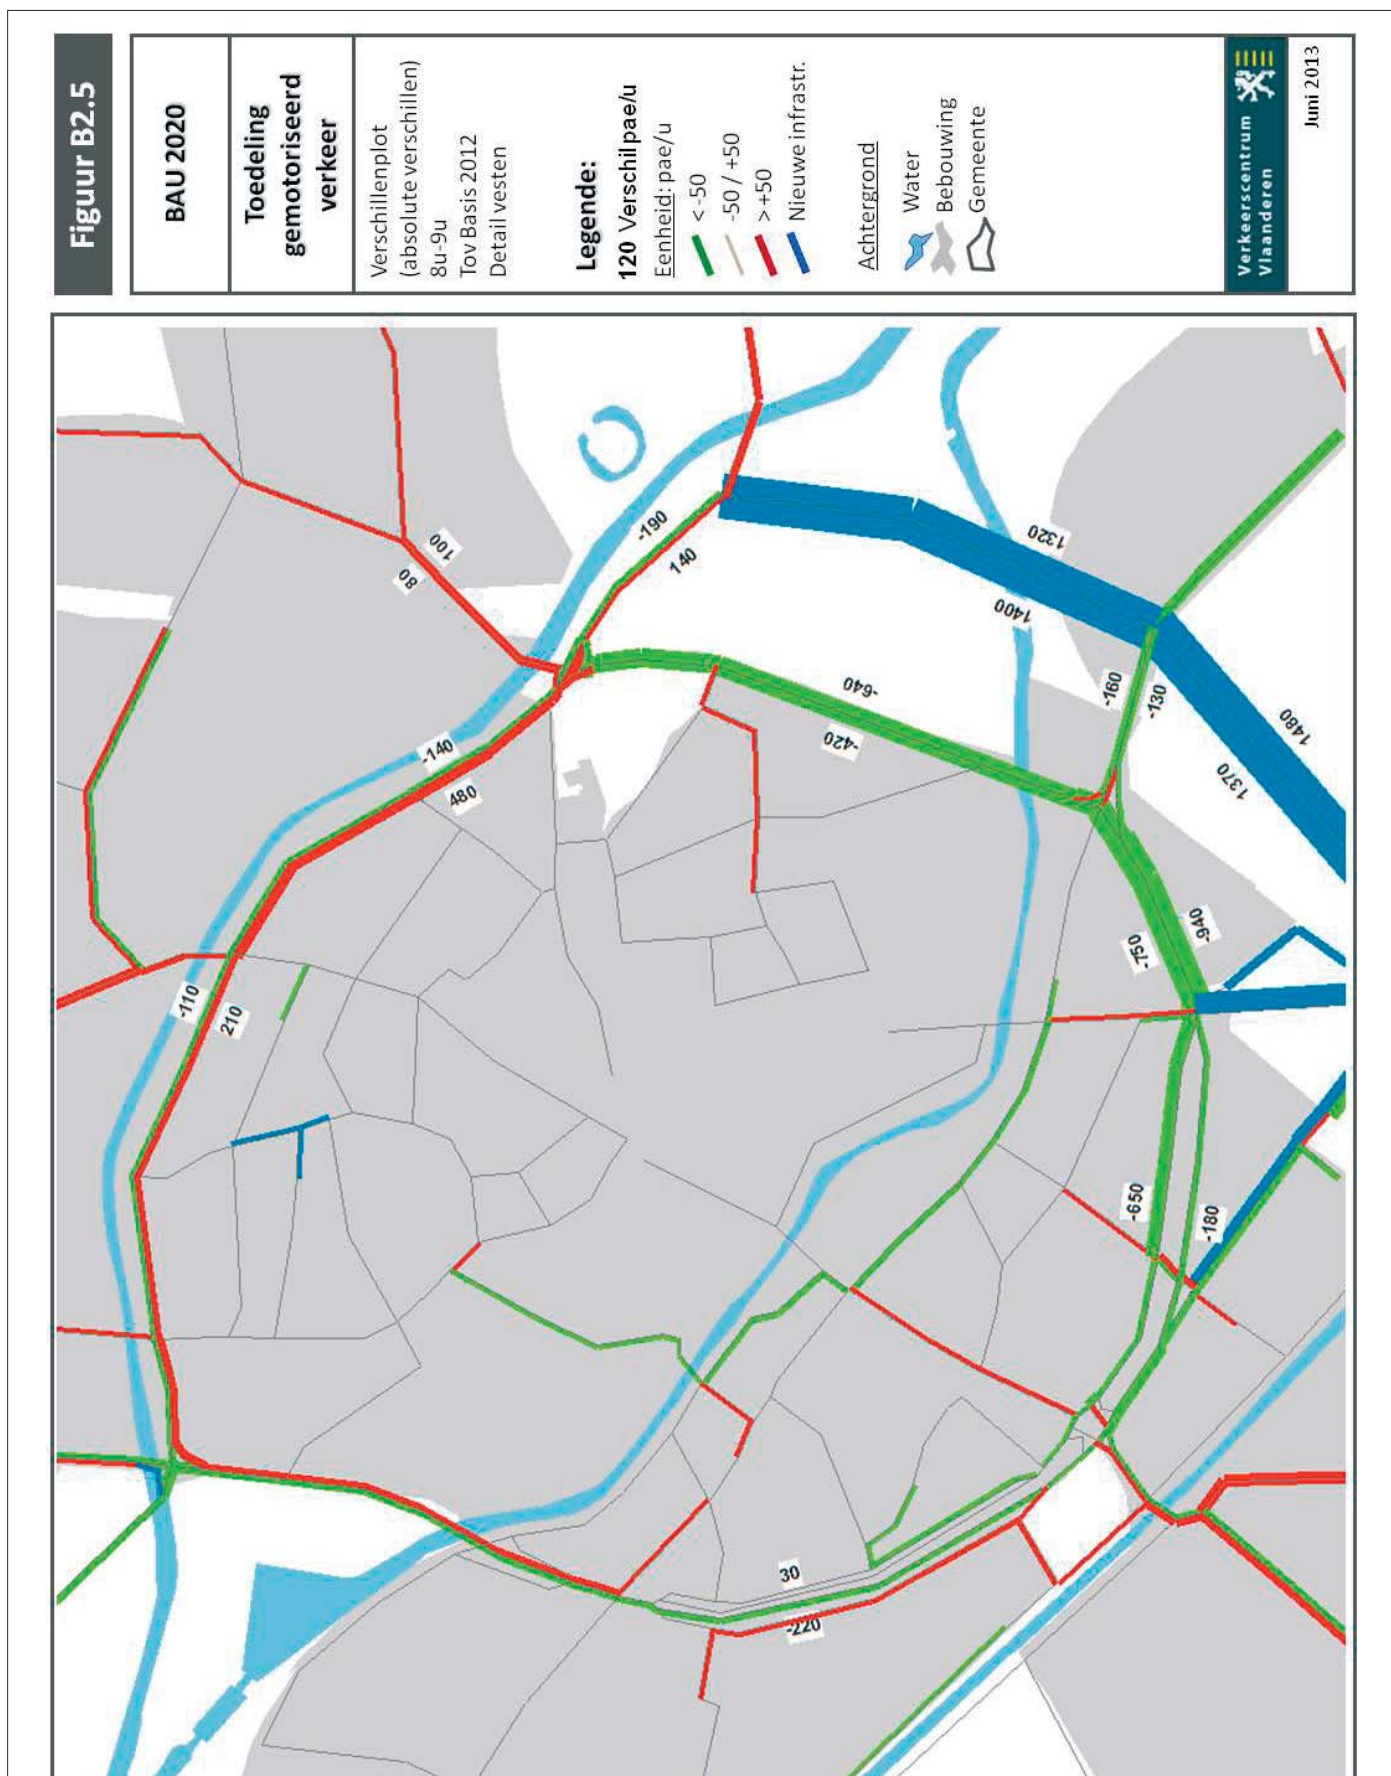 Figuur B2.5
BAU 2020
Toedeling
gemotoriseerd
verkeer
Verschillenplot
(absolute verschillen)
8u-9u
Tov Basis 2012
Detail vesten
Legende:
120 Verschilpae/u
Eenheid: pae/u
< -50
-50 / +50
> +50
Nieuwe infrastr.
Achtergrond
Water
Bebouwing
Gemeente
Verkeerscentrum
Vlaanderen
Juni 2013
100
80
-190
140
1320
1400
-640
-420
-160
-130
1480
1370
-140
480
-750
-940
-110
210
-650
-180
30
-220